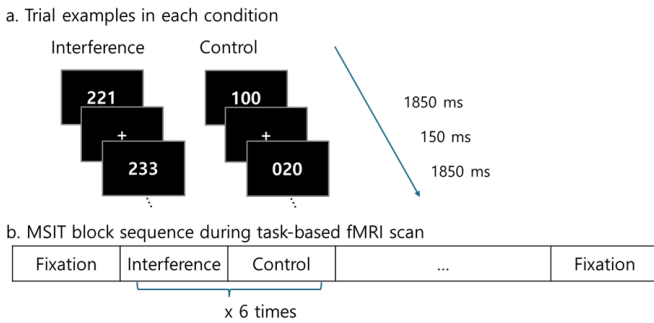 a. Trial examples in each condition
Interference Control
221 100
1850 ms
+ +
150 ms
233 020
1850 ms
b. MSIT block sequence during task-based fMRI scan
Fixation Interference Control ... Fixation
x 6 times